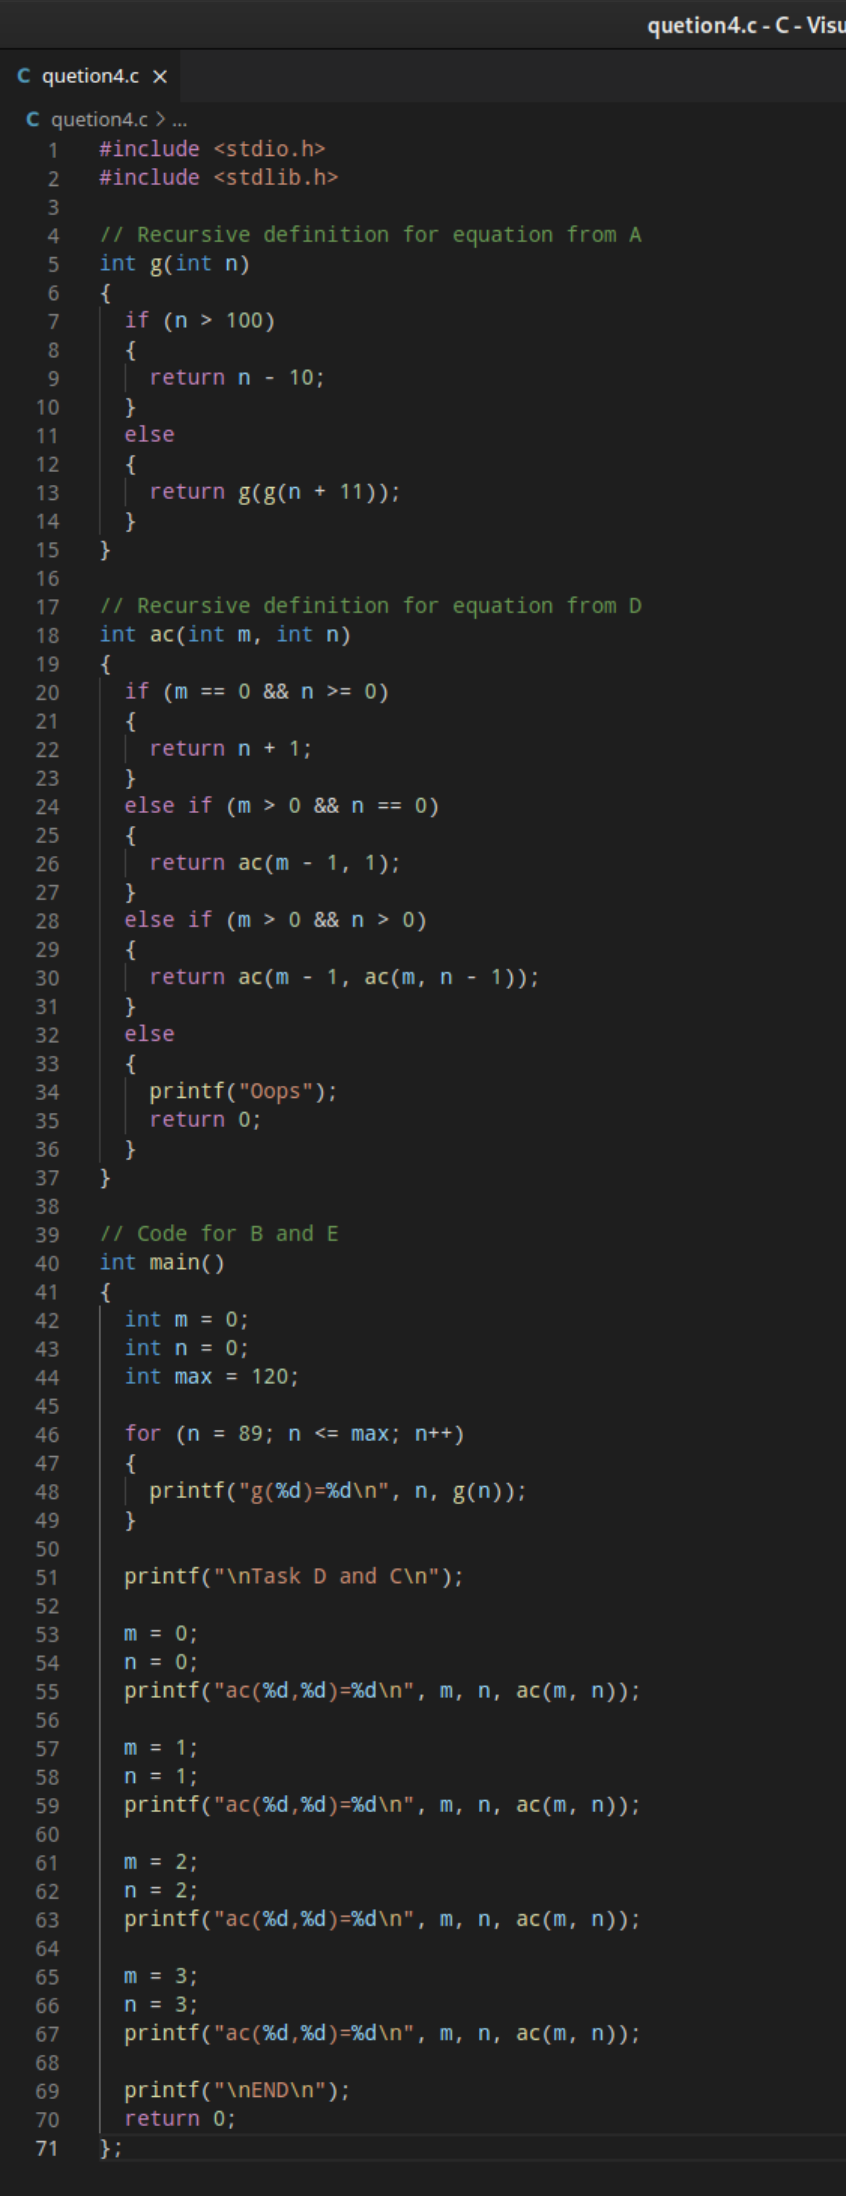 quetion4.c - C - Visu
C quetion4.c ×
C quetion4.c > ...
1 #include <stdio.h>
2 #include <stdlib.h>
3
4 // Recursive definition for equation from A
5 int g(int n)
6 {
7   if (n > 100)
8   {
9     return n - 10;
10   }
11   else
12   {
13     return g(g(n + 11));
14   }
15 }
16
17 // Recursive definition for equation from D
18 int ac(int m, int n)
19 {
20   if (m == 0 && n >= 0)
21   {
22     return n + 1;
23   }
24   else if (m > 0 && n == 0)
25   {
26     return ac(m - 1, 1);
27   }
28   else if (m > 0 && n > 0)
29   {
30     return ac(m - 1, ac(m, n - 1));
31   }
32   else
33   {
34     printf("Oops");
35     return 0;
36   }
37 }
38
39 // Code for B and E
40 int main()
41 {
42   int m = 0;
43   int n = 0;
44   int max = 120;
45
46   for (n = 89; n <= max; n++)
47   {
48     printf("g(%d)=%d\n", n, g(n));
49   }
50
51   printf("\nTask D and C\n");
52
53   m = 0;
54   n = 0;
55   printf("ac(%d,%d)=%d\n", m, n, ac(m, n));
56
57   m = 1;
58   n = 1;
59   printf("ac(%d,%d)=%d\n", m, n, ac(m, n));
60
61   m = 2;
62   n = 2;
63   printf("ac(%d,%d)=%d\n", m, n, ac(m, n));
64
65   m = 3;
66   n = 3;
67   printf("ac(%d,%d)=%d\n", m, n, ac(m, n));
68
69   printf("\nEND\n");
70   return 0;
71 };